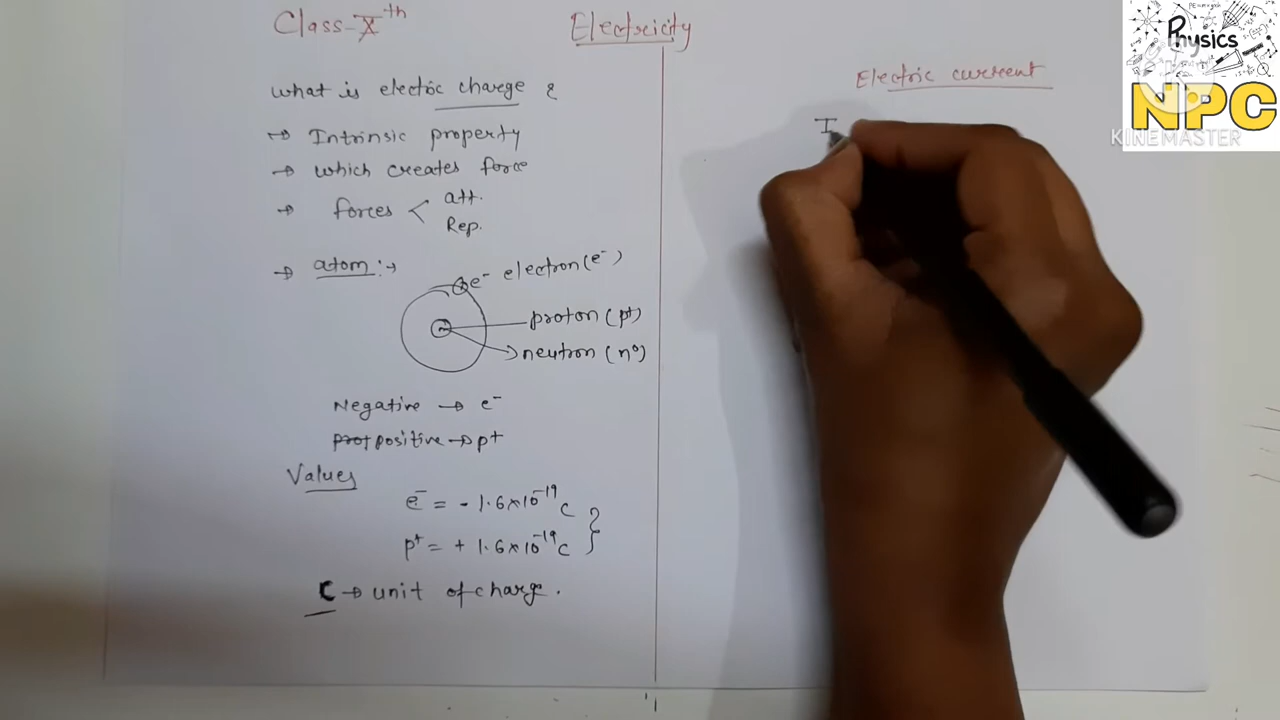 Class-Xth
Electricity
what is electric charge ?
→ Intrinsic property
→ which creates force
→ forces < att.
Rep.
→ atom:→
e- electron(e-)
proton (p+)
neutron (n0)
Negative → e-
prot positive → p+
Values
e- = - 1.6×10-19 C
p+ = + 1.6×10-19 C
C → unit of charge.
Electric current
I
Physics
NPC
KINEMASTER